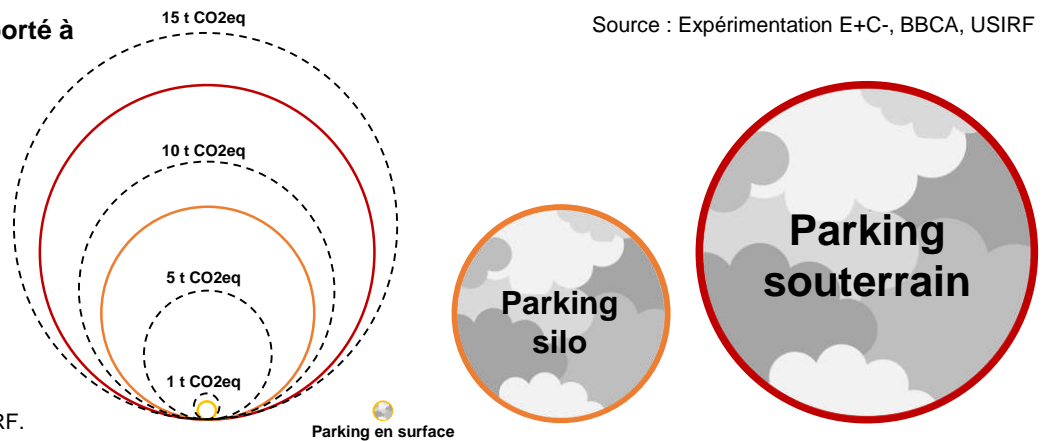 orté à
Source : Expérimentation E+C-, BBCA, USIRF
15 t CO2eq
10 t CO2eq
5 t CO2eq
1 t CO2eq
Parking
silo
Parking
souterrain
RF.
Parking en surface